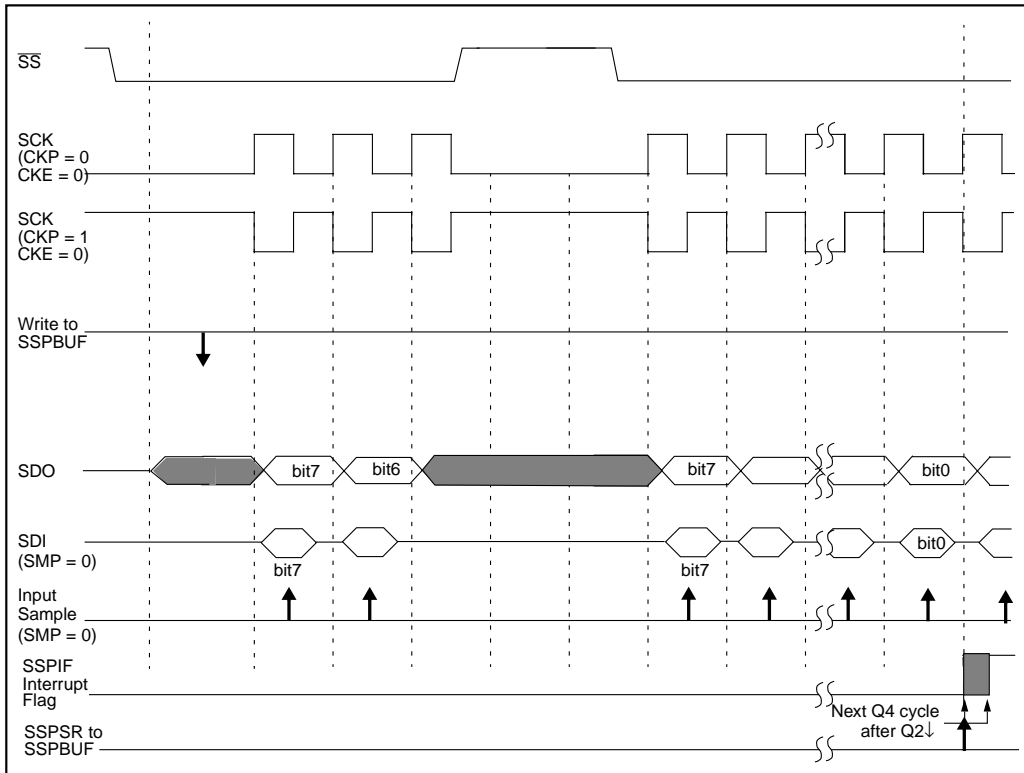 SS
SCK
(CKP = 0
CKE = 0)
SCK
(CKP = 1
CKE = 0)
Write to
SSPBUF
SDO
bit7
bit6
bit7
bit0
SDI
(SMP = 0)
bit7
bit7
bit0
Input
Sample
(SMP = 0)
SSPIF
Interrupt
Flag
Next Q4 cycle
after Q2↓
SSPSR to
SSPBUF